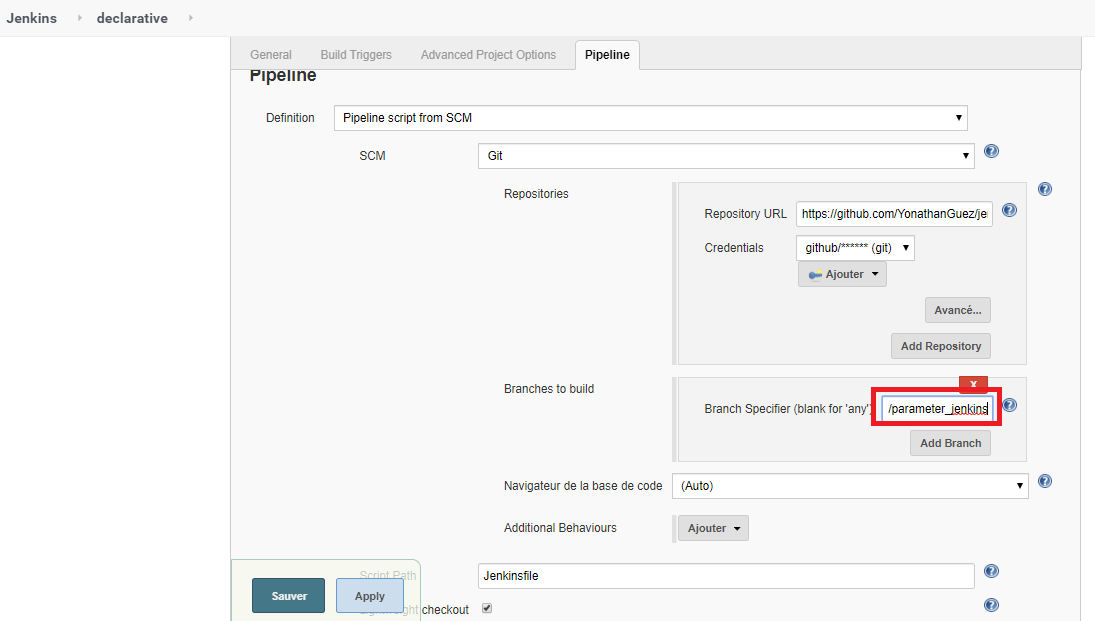 Jenkins declarative
General Build Triggers Advanced Project Options Pipeline
Pipeline
Definition Pipeline script from SCM
SCM Git
Repositories
Repository URL https://github.com/YonathanGuez/je
Credentials github/****** (git)
Ajouter
Avancé...
Add Repository
Branches to build
X
Branch Specifier (blank for 'any') /parameter_jenkins
Add Branch
Navigateur de la base de code (Auto)
Additional Behaviours Ajouter
Script Path Jenkinsfile
Sauver Apply
Lightweight checkout